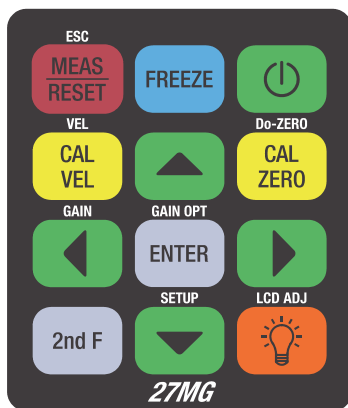 ESC
MEAS
RESET
FREEZE
VEL
Do-ZERO
CAL
VEL
CAL
ZERO
GAIN
GAIN OPT
ENTER
SETUP
LCD ADJ
2nd F
27MG